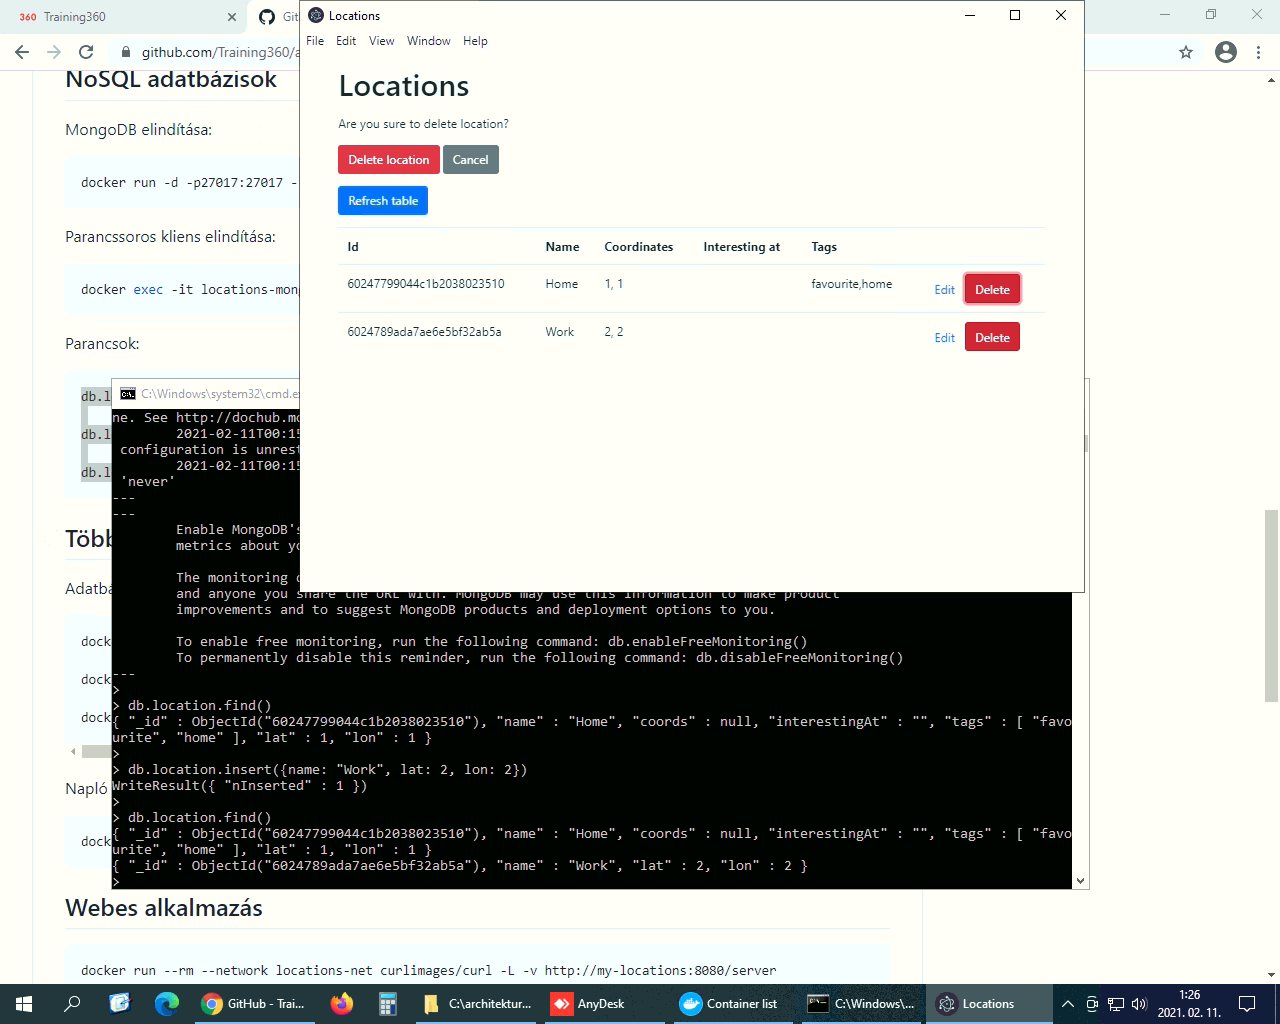 360 Training360
Git
github.com/Training360/a
NoSQL adatbázisok
MongoDB elindítása:
docker run -d -p27017:27017 -
Parancssoros kliens elindítása:
docker exec -it locations-mon
Parancsok:
db.l
db.l
db.l
Több
Adatbá
dock
dock
dock
Napló
dock
Webes alkalmazás
docker run --rm --network locations-net curlimages/curl -L -v http://my-locations:8080/server
Locations
File Edit View Window Help
Locations
Are you sure to delete location?
Delete location Cancel
Refresh table
Id Name Coordinates Interesting at Tags
60247799044c1b2038023510 Home 1, 1 favourite,home Edit Delete
6024789ada7ae6e5bf32ab5a Work 2, 2 Edit Delete
C:\Windows\system32\cmd.ex
ne. See http://dochub.mo
2021-02-11T00:15
configuration is unrest
2021-02-11T00:15
'never'
---
---
Enable MongoDB's
metrics about yo
The monitoring d
and anyone you share the URL with. MongoDB may use this information to make product
improvements and to suggest MongoDB products and deployment options to you.
To enable free monitoring, run the following command: db.enableFreeMonitoring()
To permanently disable this reminder, run the following command: db.disableFreeMonitoring()
---
>
> db.location.find()
{ "_id" : ObjectId("60247799044c1b2038023510"), "name" : "Home", "coords" : null, "interestingAt" : "", "tags" : [ "favo
urite", "home" ], "lat" : 1, "lon" : 1 }
>
> db.location.insert({name: "Work", lat: 2, lon: 2})
WriteResult({ "nInserted" : 1 })
>
> db.location.find()
{ "_id" : ObjectId("60247799044c1b2038023510"), "name" : "Home", "coords" : null, "interestingAt" : "", "tags" : [ "favo
urite", "home" ], "lat" : 1, "lon" : 1 }
{ "_id" : ObjectId("6024789ada7ae6e5bf32ab5a"), "name" : "Work", "lat" : 2, "lon" : 2 }
>
GitHub - Trai... C:\architektur... AnyDesk Container list C:\Windows\... Locations
1:26
2021. 02. 11.